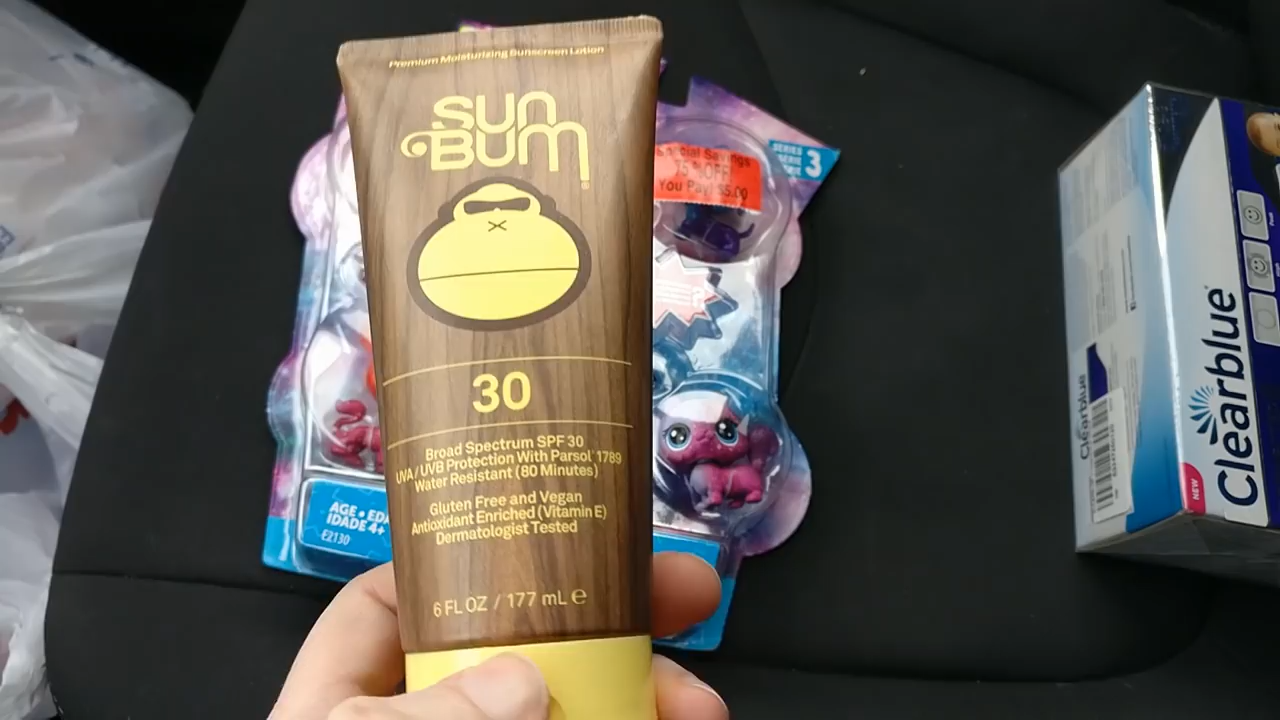 Premium Moisturizing Sunscreen Lotion
SUN
BUM®
30
Broad Spectrum SPF 30
UVA / UVB Protection With Parsol® 1789
Water Resistant (80 Minutes)
Gluten Free and Vegan
Antioxidant Enriched (Vitamin E)
Dermatologist Tested
6 FL OZ / 177 mL e
Special Savings
75 %OFF!
You Pay! $5.00
SERIES
SERIE
3
?
AGE • EDA
IDADE 4+
E2130
Clearblue
Clearblue®
NEW